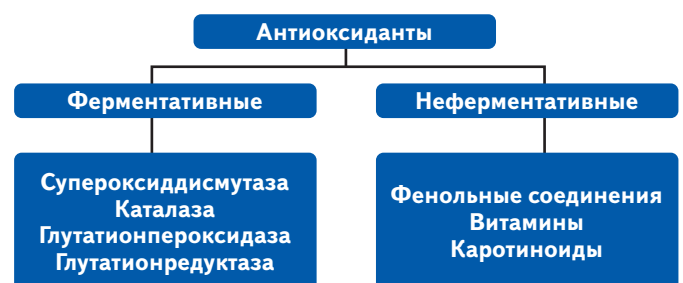 Антиоксиданты
Ферментативные
Неферментативные
Супероксиддисмутаза
Каталаза
Глутатионпероксидаза
Глутатионредуктаза
Фенольные соединения
Витамины
Каротиноиды